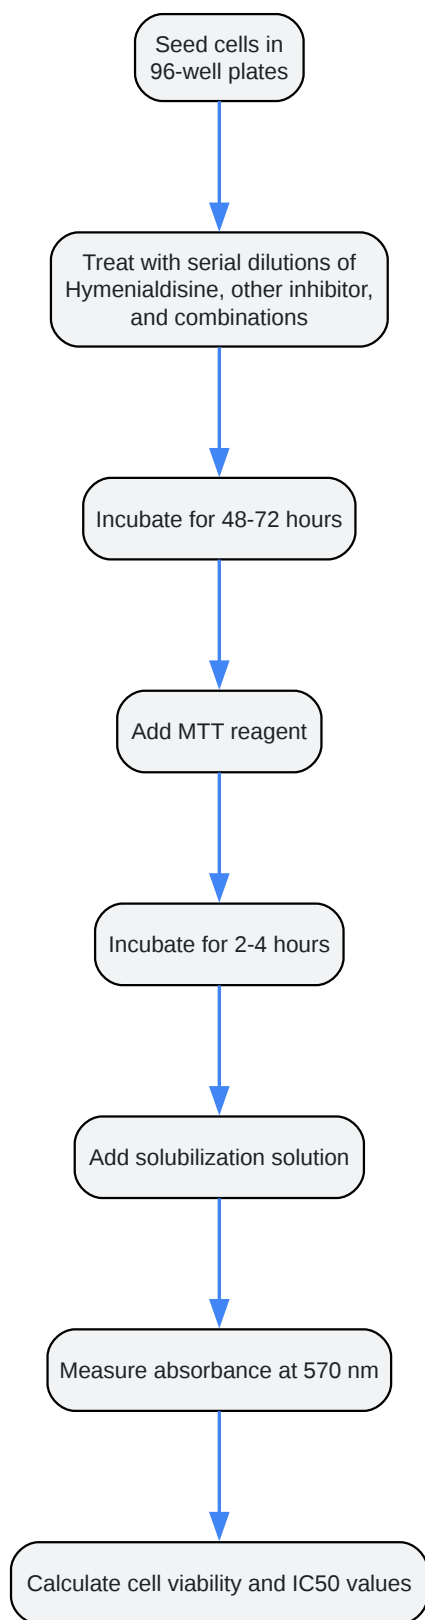 Seed cells in
96-well plates
Treat with serial dilutions of
Hymenialdisine, other inhibitor,
and combinations
Incubate for 48-72 hours
Add MTT reagent
Incubate for 2-4 hours
Add solubilization solution
Measure absorbance at 570 nm
Calculate cell viability and IC50 values